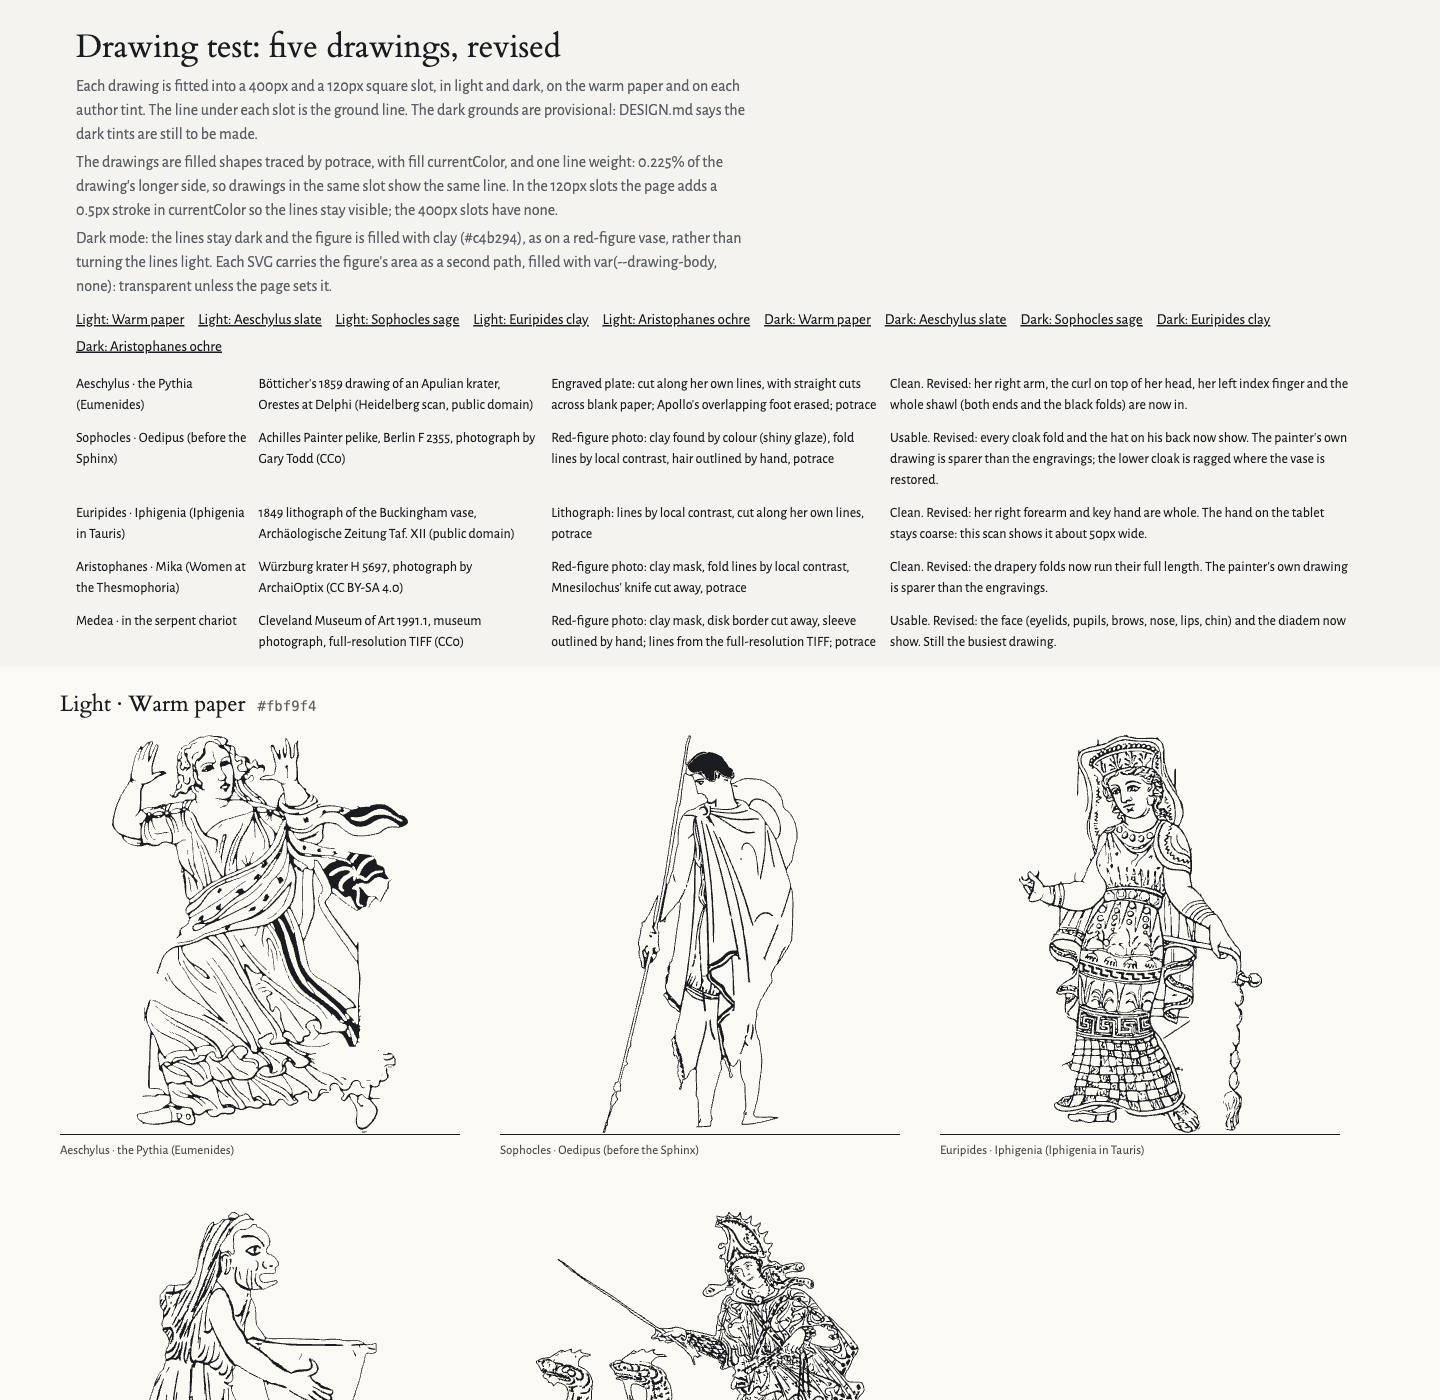 Drawing test: five drawings, revised
Each drawing is fitted into a 400px and a 120px square slot, in light and dark, on the warm paper and on each
author tint. The line under each slot is the ground line. The dark grounds are provisional: DESIGN.md says the
dark tints are still to be made.
The drawings are filled shapes traced by potrace, with fill currentColor, and one line weight: 0.225% of the
drawing's longer side, so drawings in the same slot show the same line. In the 120px slots the page adds a
0.5px stroke in currentColor so the lines stay visible; the 400px slots have none.
Dark mode: the lines stay dark and the figure is filled with clay (#c4b294), as on a red-figure vase, rather than
turning the lines light. Each SVG carries the figure's area as a second path, filled with var(--drawing-body,
none): transparent unless the page sets it.
Light: Warm paper Light: Aeschylus slate Light: Sophocles sage Light: Euripides clay Light: Aristophanes ochre Dark: Warm paper Dark: Aeschylus slate Dark: Sophocles sage Dark: Euripides clay
Dark: Aristophanes ochre
Aeschylus · the Pythia
(Eumenides)
Bötticher's 1859 drawing of an Apulian krater,
Orestes at Delphi (Heidelberg scan, public domain)
Engraved plate: cut along her own lines, with straight cuts
across blank paper; Apollo's overlapping foot erased; potrace
Clean. Revised: her right arm, the curl on top of her head, her left index finger and the
whole shawl (both ends and the black folds) are now in.
Sophocles · Oedipus (before the
Sphinx)
Achilles Painter pelike, Berlin F 2355, photograph by
Gary Todd (CC0)
Red-figure photo: clay found by colour (shiny glaze), fold
lines by local contrast, hair outlined by hand, potrace
Usable. Revised: every cloak fold and the hat on his back now show. The painter's own
drawing is sparer than the engravings; the lower cloak is ragged where the vase is
restored.
Euripides · Iphigenia (Iphigenia
in Tauris)
1849 lithograph of the Buckingham vase,
Archäologische Zeitung Taf. XII (public domain)
Lithograph: lines by local contrast, cut along her own lines,
potrace
Clean. Revised: her right forearm and key hand are whole. The hand on the tablet
stays coarse: this scan shows it about 50px wide.
Aristophanes · Mika (Women at
the Thesmophoria)
Würzburg krater H 5697, photograph by
ArchaiOptix (CC BY-SA 4.0)
Red-figure photo: clay mask, fold lines by local contrast,
Mnesilochus' knife cut away, potrace
Clean. Revised: the drapery folds now run their full length. The painter's own drawing
is sparer than the engravings.
Medea · in the serpent chariot
Cleveland Museum of Art 1991.1, museum
photograph, full-resolution TIFF (CC0)
Red-figure photo: clay mask, disk border cut away, sleeve
outlined by hand; lines from the full-resolution TIFF; potrace
Usable. Revised: the face (eyelids, pupils, brows, nose, lips, chin) and the diadem now
show. Still the busiest drawing.
Light · Warm paper #fbf9f4
Aeschylus · the Pythia (Eumenides)
Sophocles · Oedipus (before the Sphinx)
Euripides · Iphigenia (Iphigenia in Tauris)